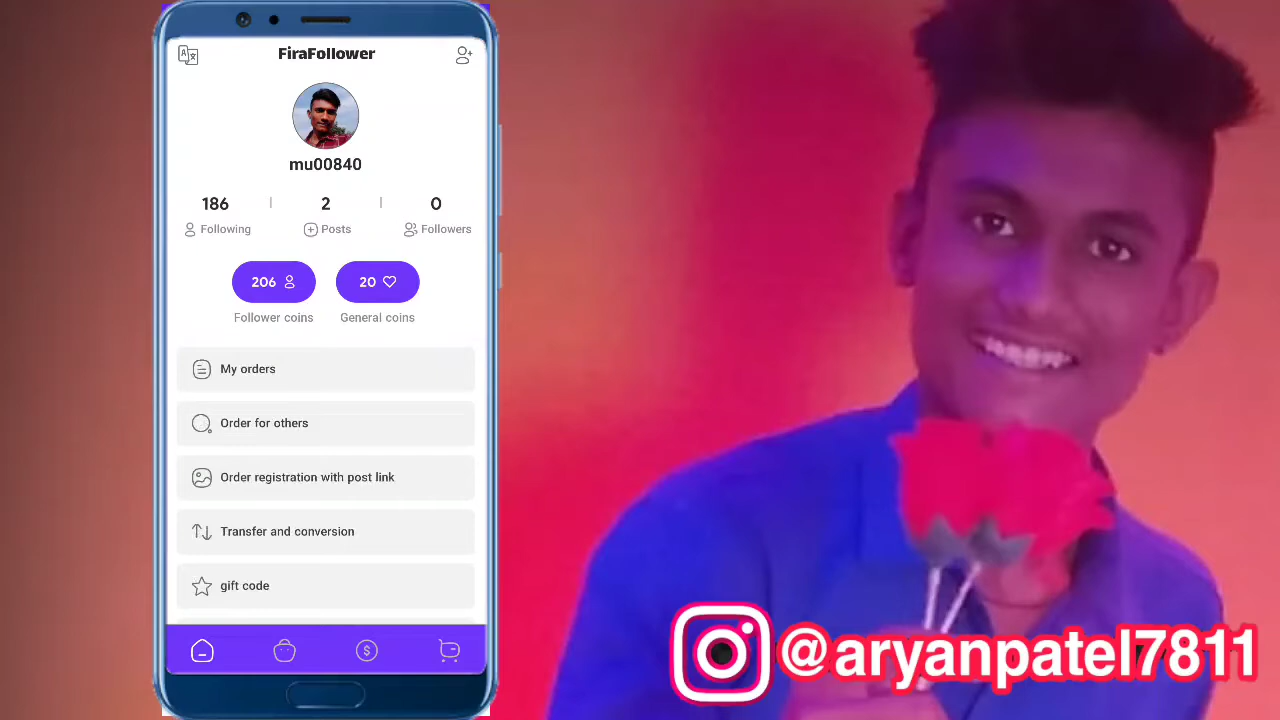 FiraFollower
mu00840
186 2 0
Following Posts Followers
206 20
Follower coins General coins
My orders
Order for others
Order registration with post link
Transfer and conversion
gift code
@aryanpatel7811